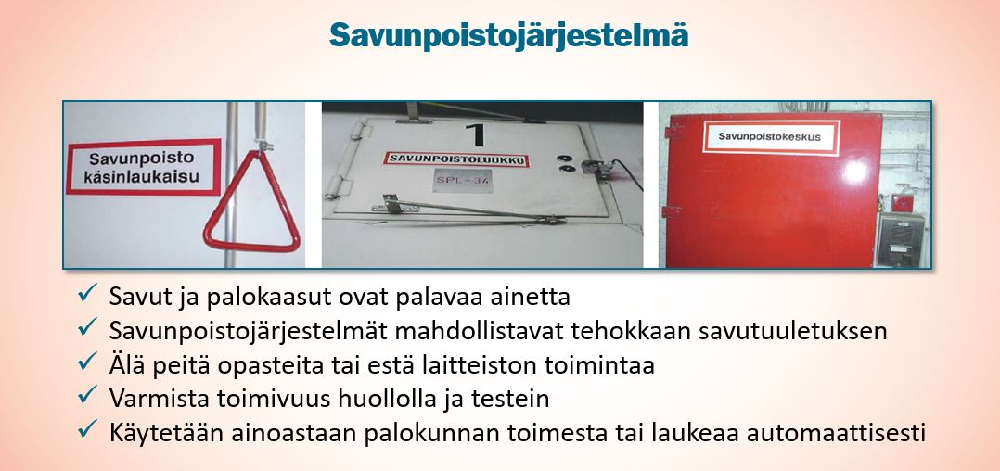 Savunpoistojärjestelmä
Savunpoisto
käsinlaukaisu
1
SAVUNPOISTOLUUKKU
SPL-34
Savunpoistokeskus
Savut ja palokaasut ovat palavaa ainetta
Savunpoistojärjestelmät mahdollistavat tehokkaan savutuuletuksen
Älä peitä opasteita tai estä laitteiston toimintaa
Varmista toimivuus huollolla ja testein
Käytetään ainoastaan palokunnan toimesta tai laukeaa automaattisesti